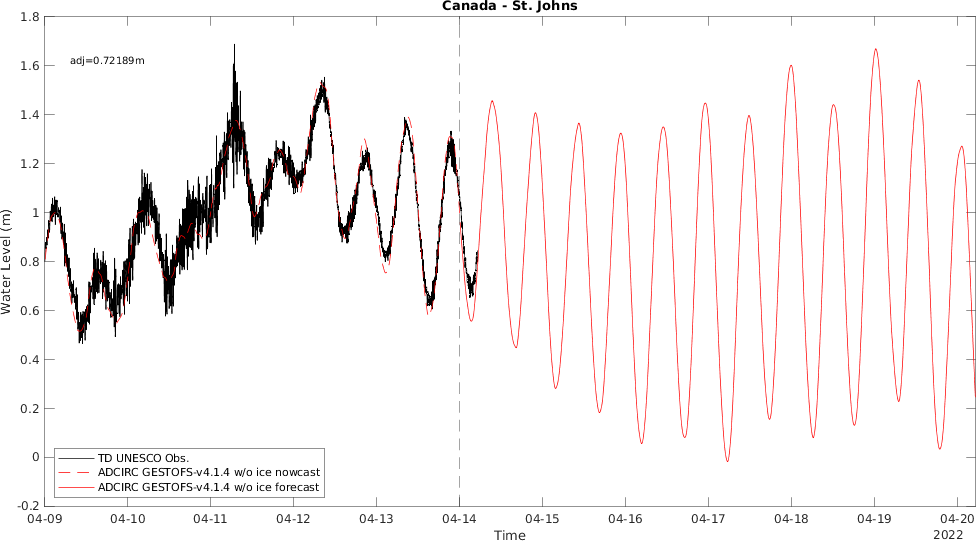 Canada - St. Johns
1.8
1.6
1.4
1.2
1
0.8
0.6
0.4
0.2
0
-0.2
Water Level (m)
adj=0.72189m
TD UNESCO Obs.
ADCIRC GESTOFS-v4.1.4 w/o ice nowcast
ADCIRC GESTOFS-v4.1.4 w/o ice forecast
04-09 04-10 04-11 04-12 04-13 04-14 04-15 04-16 04-17 04-18 04-19 04-20
Time 2022